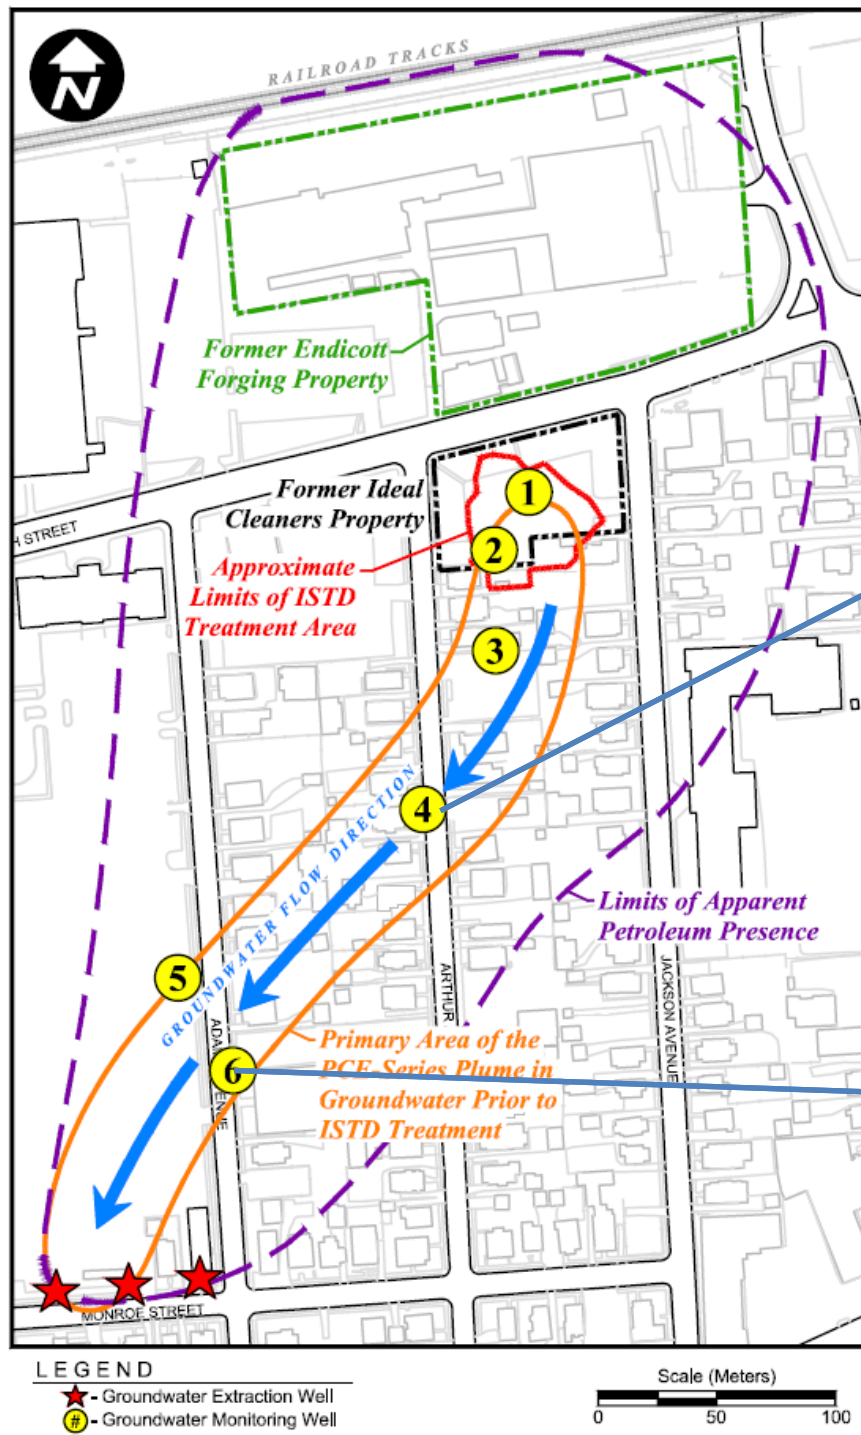 N
RAILROAD TRACKS
Former Endicott
Forging Property
Former Ideal
Cleaners Property
1
H STREET
2
Approximate
Limits of ISTD
Treatment Area
3
4
GROUNDWATER FLOW DIRECTION
Limits of Apparent
Petroleum Presence
5
ARTHUR
JACKSON AVENUE
6
Primary Area of the
PCE-Series Plume in
Groundwater Prior to
ISTD Treatment
MONROE STREET
LEGEND
- Groundwater Extraction Well
# - Groundwater Monitoring Well
Scale (Meters)
0 50 100